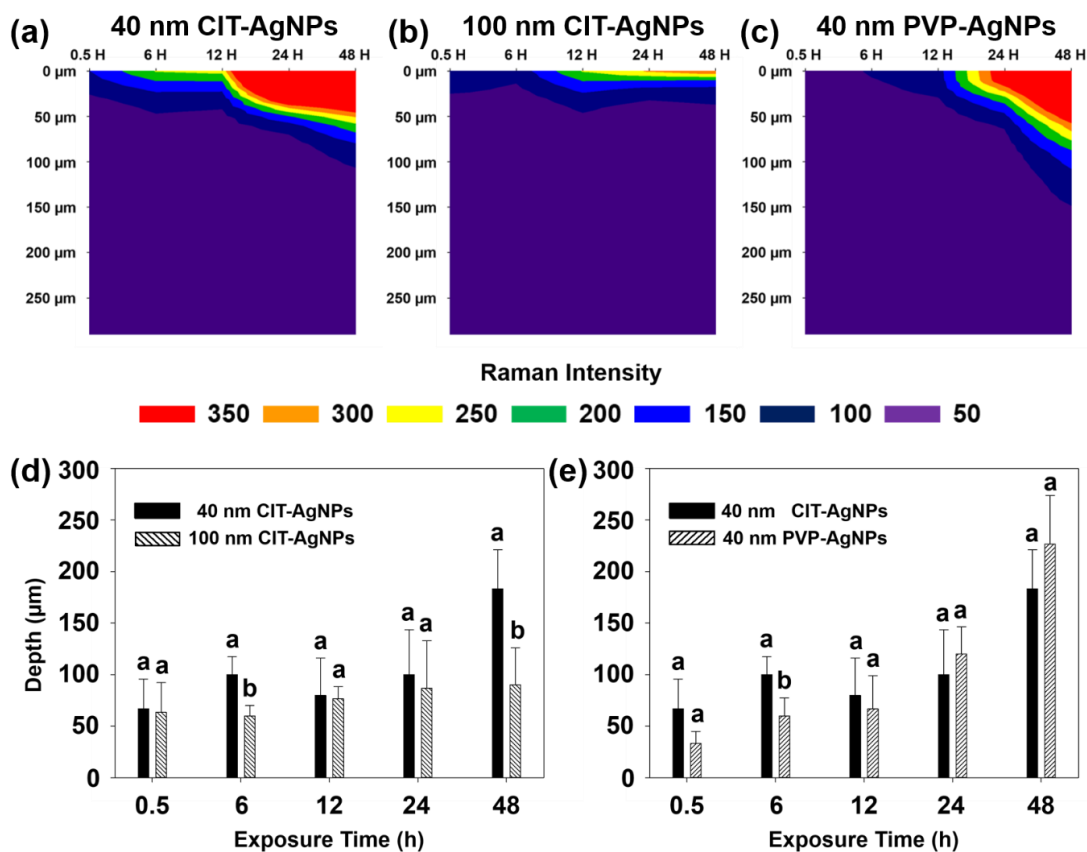 (a) 40 nm CIT-AgNPs
0.5 H 6 H 12 H 24 H 48 H
0 µm
50 µm
100 µm
150 µm
200 µm
250 µm
(b) 100 nm CIT-AgNPs
0.5 H 6 H 12 H 24 H 48 H
0 µm
50 µm
100 µm
150 µm
200 µm
250 µm
(c) 40 nm PVP-AgNPs
0.5 H 6 H 12 H 24 H 48 H
0 µm
50 µm
100 µm
150 µm
200 µm
250 µm
Raman Intensity
350 300 250 200 150 100 50
(d)
300
250
200
150
100
50
0
Depth (µm)
40 nm CIT-AgNPs
100 nm CIT-AgNPs
a a a b a a a a a b
0.5 6 12 24 48
Exposure Time (h)
(e)
300
250
200
150
100
50
0
40 nm CIT-AgNPs
40 nm PVP-AgNPs
a a a b a a a a a a
0.5 6 12 24 48
Exposure Time (h)